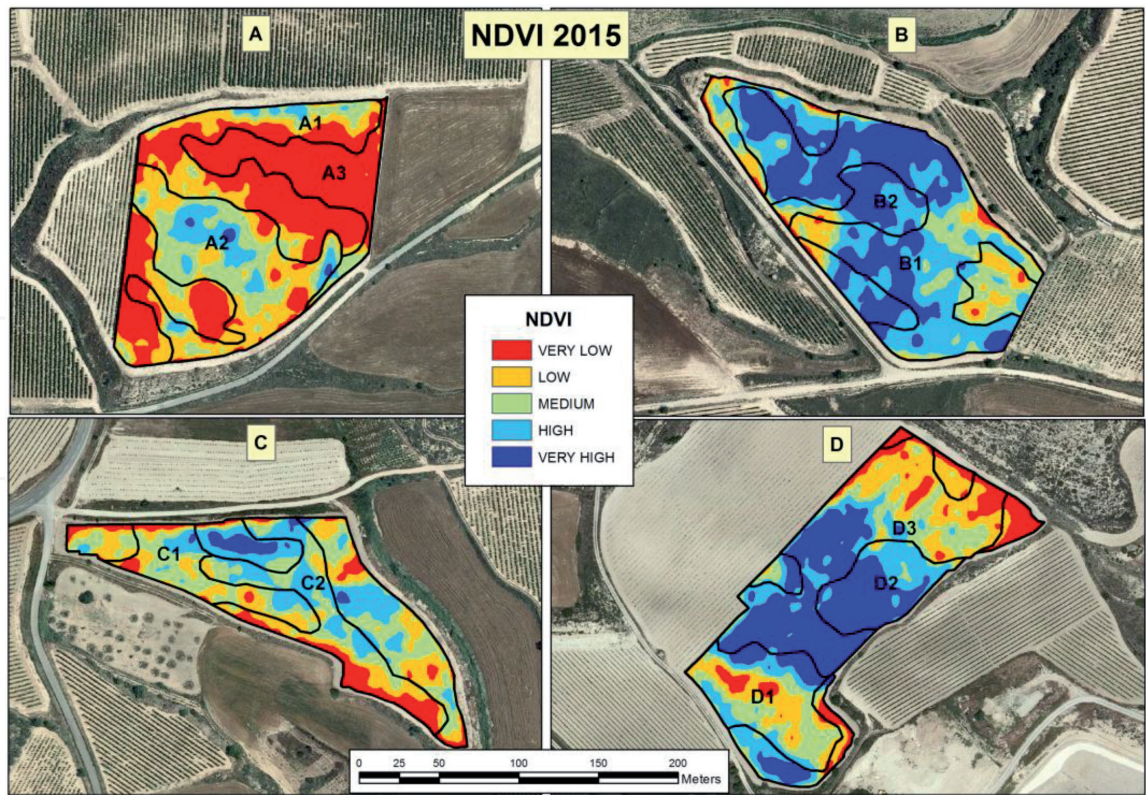 NDVI 2015
A
A1
A3
A2
B
B2
B1
NDVI
VERY LOW
LOW
MEDIUM
HIGH
VERY HIGH
C
C1
C2
D
D3
D2
D1
0 25 50 100 150 200
Meters